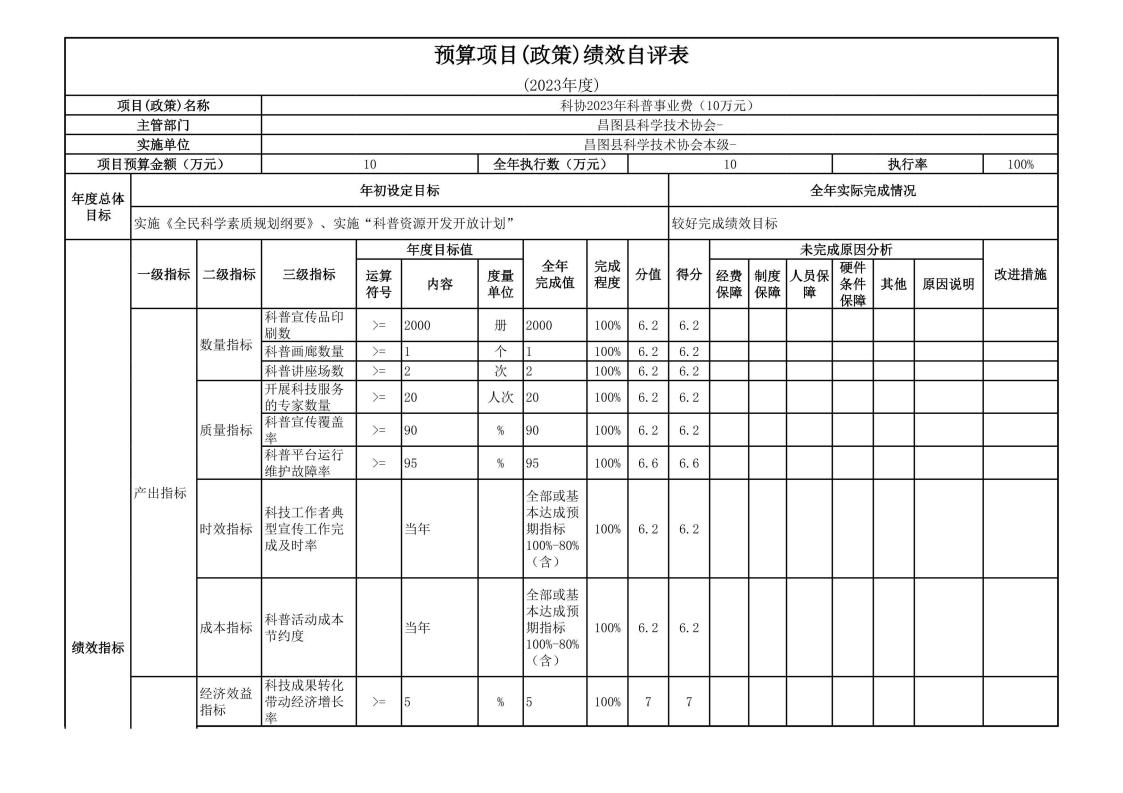 预算项目(政策)绩效自评表
(2023年度)
项目(政策)名称 科协2023年科普事业费（10万元）
主管部门 昌图县科学技术协会-
实施单位 昌图县科学技术协会本级-
项目预算金额（万元） 10 全年执行数（万元） 10 执行率 100%
年度总体目标 年初设定目标 全年实际完成情况
实施《全民科学素质规划纲要》、实施“科普资源开发开放计划” 较好完成绩效目标
绩效指标 一级指标 二级指标 三级指标 年度目标值 全年完成值 完成程度 分值 得分 未完成原因分析 改进措施
运算符号 内容 度量单位 经费保障 制度保障 人员保障 硬件条件保障 其他 原因说明
产出指标 数量指标 科普宣传品印刷数 >= 2000 册 2000 100% 6.2 6.2
科普画廊数量 >= 1 个 1 100% 6.2 6.2
科普讲座场数 >= 2 次 2 100% 6.2 6.2
质量指标 开展科技服务的专家数量 >= 20 人次 20 100% 6.2 6.2
科普宣传覆盖率 >= 90 % 90 100% 6.2 6.2
科普平台运行维护故障率 >= 95 % 95 100% 6.6 6.6
时效指标 科技工作者典型宣传工作完成及时率 当年 全部或基本达成预期指标100%-80%（含） 100% 6.2 6.2
成本指标 科普活动成本节约度 当年 全部或基本达成预期指标100%-80%（含） 100% 6.2 6.2
经济效益指标 科技成果转化带动经济增长率 >= 5 % 5 100% 7 7